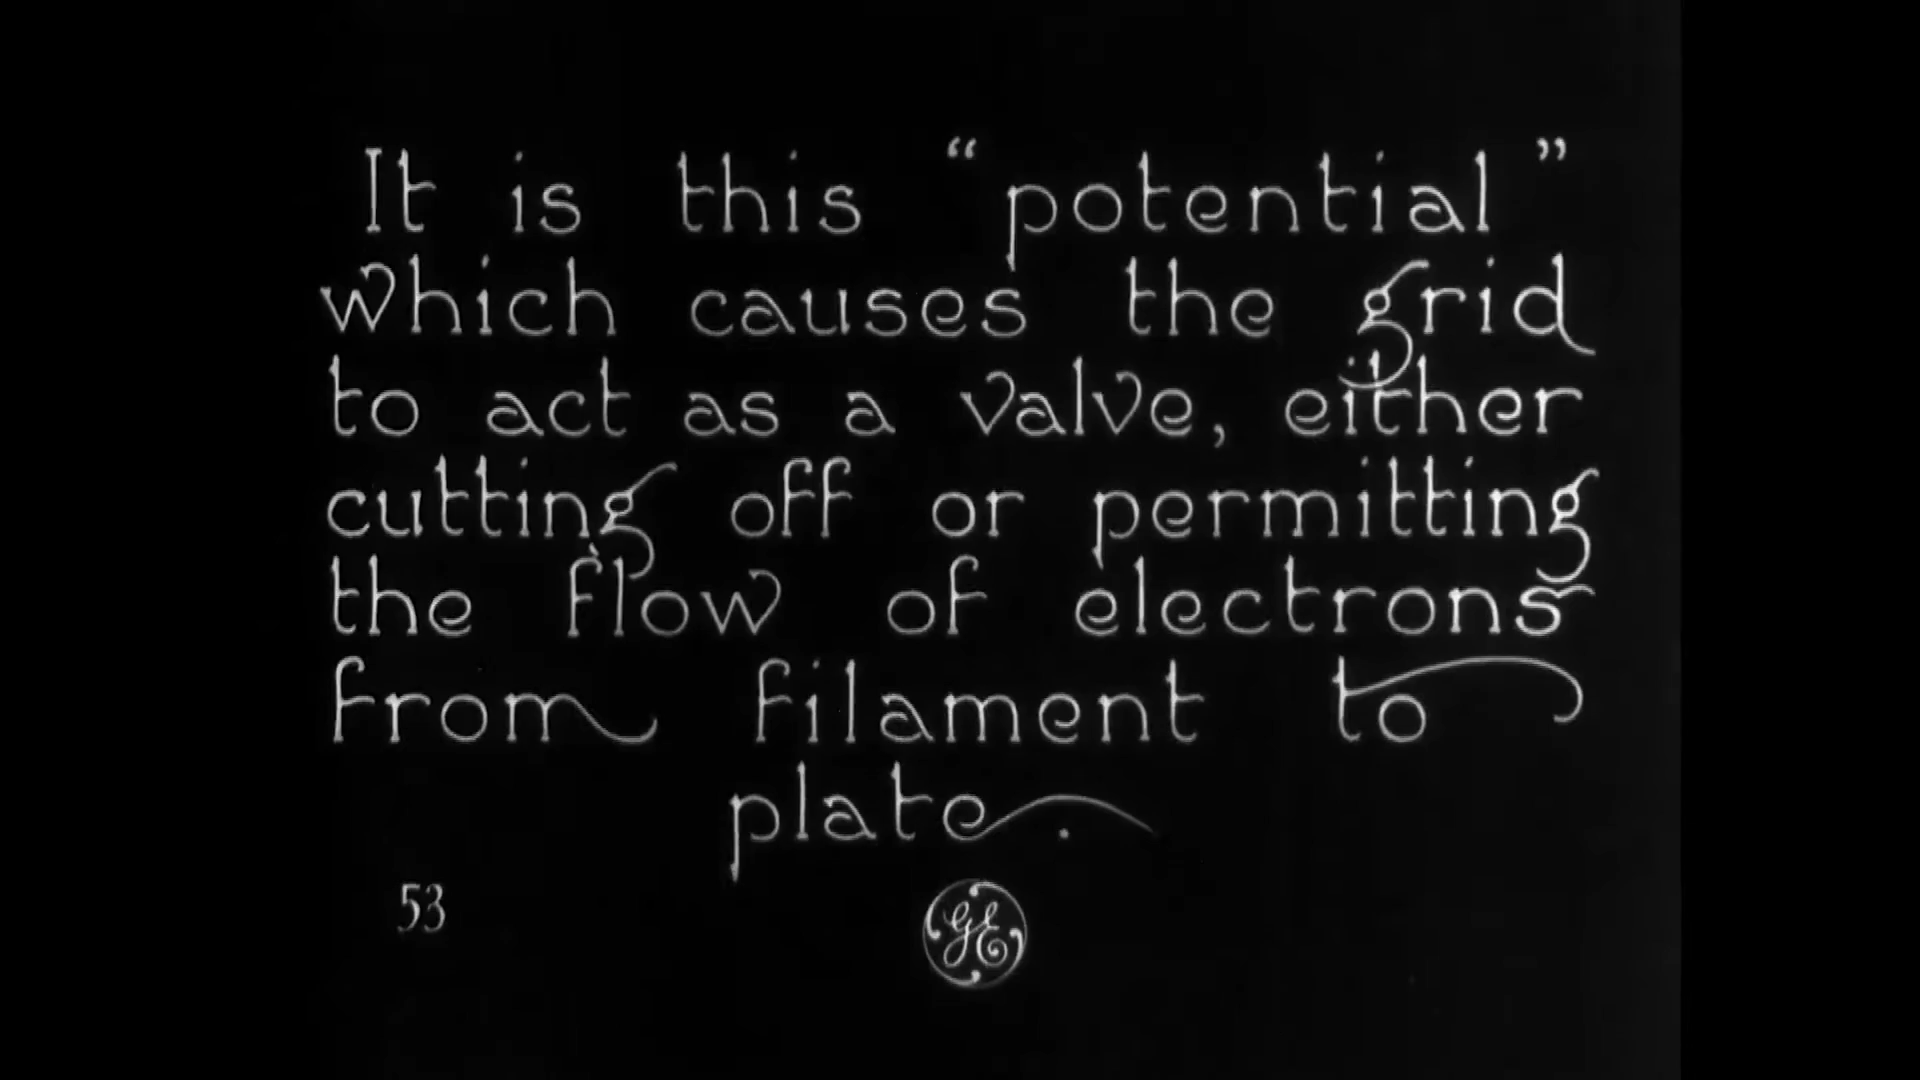 It is this “potential”
which causes the grid
to act as a valve, either
cutting off or permitting
the flow of electrons
from filament to
plate.
53
GE